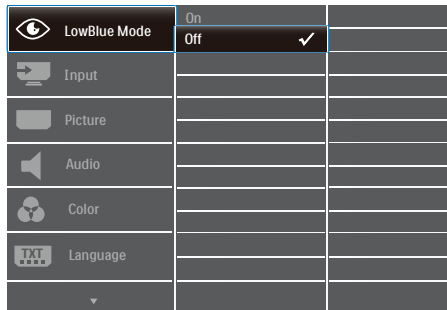 LowBlue Mode
On
Off
Input
Picture
Audio
Color
TXT
Language